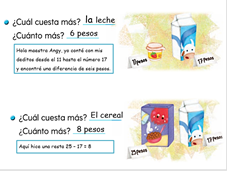 ¿Cuál cuesta más? la leche
¿Cuánto más? 6 pesos
Hola maestra Angy, yo conté con mis
deditos desde el 11 hasta el número 17
y encontré una diferencia de seis pesos.
11 pesos
17 pesos
¿Cuál cuesta más? El cereal
¿Cuánto más? 8 pesos
Aquí hice una resta 25 - 17 = 8
25 pesos
17 pesos